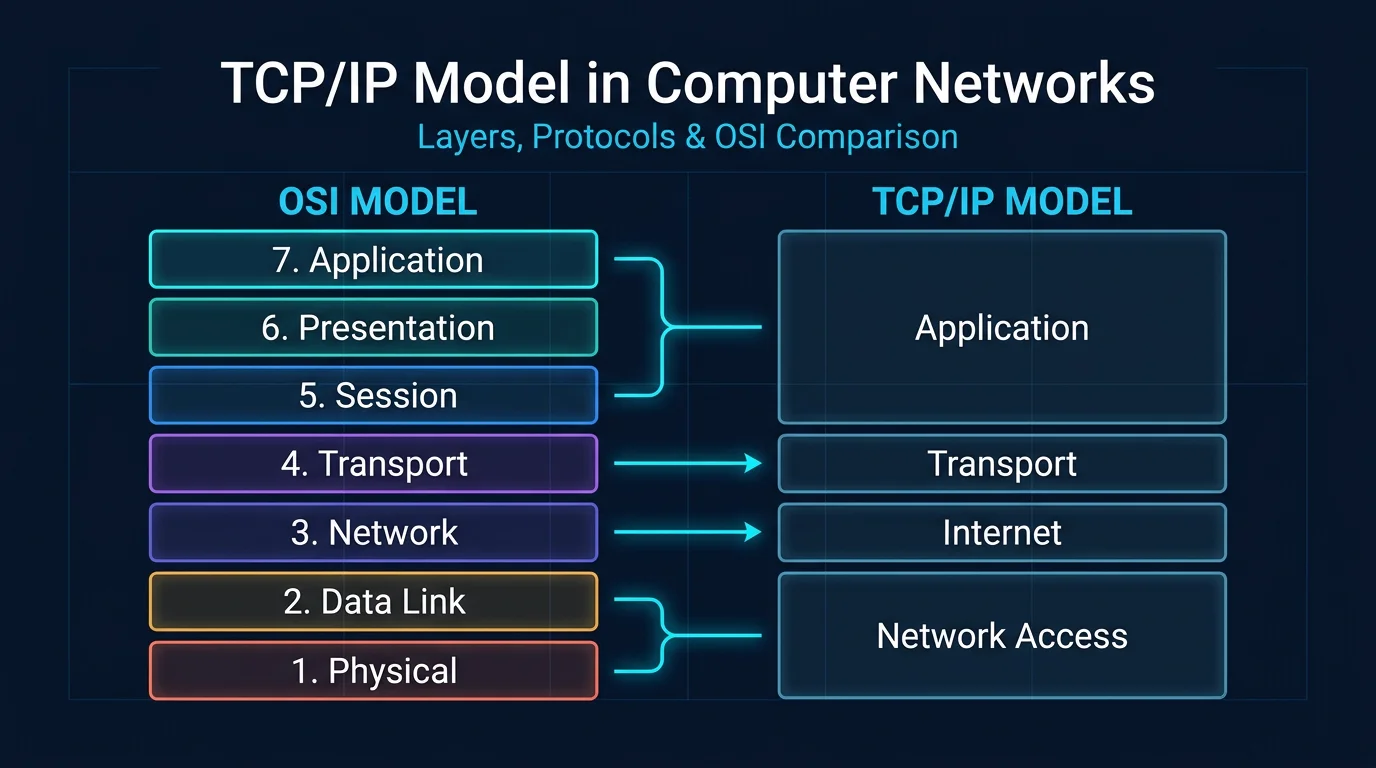 TCP/IP Model in Computer Networks
Layers, Protocols & OSI Comparison
OSI MODEL
7. Application
6. Presentation
5. Session
4. Transport
3. Network
2. Data Link
1. Physical
TCP/IP MODEL
Application
Transport
Internet
Network Access